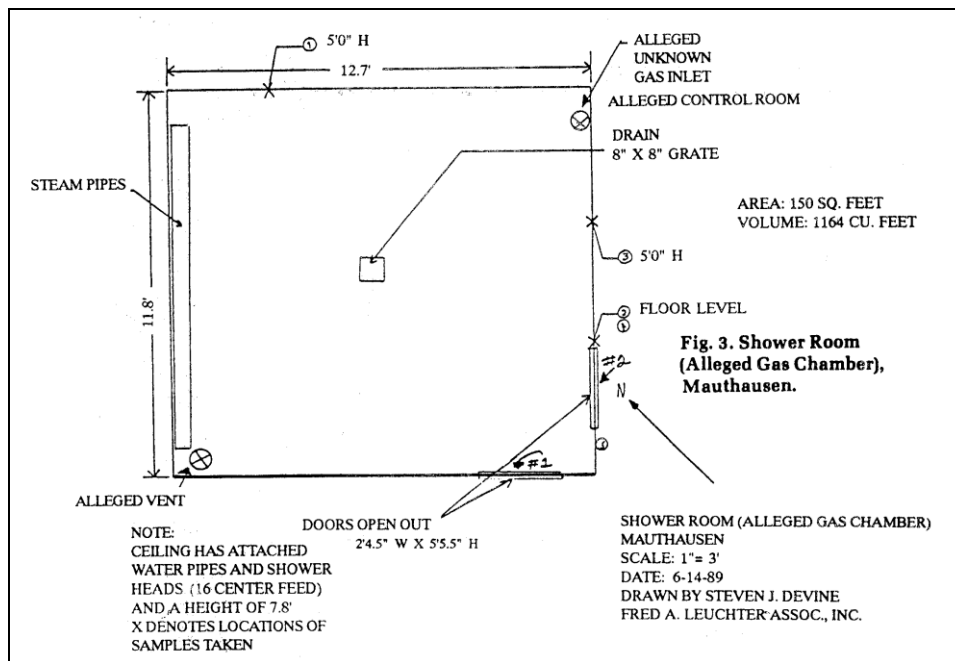 ① 5'0" H
12.7'
ALLEGED
UNKNOWN
GAS INLET
ALLEGED CONTROL ROOM
DRAIN
8" X 8" GRATE
STEAM PIPES
AREA: 150 SQ. FEET
VOLUME: 1164 CU. FEET
③ 5'0" H
11.8'
② FLOOR LEVEL
Fig. 3. Shower Room
(Alleged Gas Chamber),
Mauthausen.
#2
N
#1
ALLEGED VENT
DOORS OPEN OUT
2'4.5" W X 5'5.5" H
NOTE:
CEILING HAS ATTACHED
WATER PIPES AND SHOWER
HEADS (16 CENTER FEED)
AND A HEIGHT OF 7.8'
X DENOTES LOCATIONS OF
SAMPLES TAKEN
SHOWER ROOM (ALLEGED GAS CHAMBER)
MAUTHAUSEN
SCALE: 1"= 3'
DATE: 6-14-89
DRAWN BY STEVEN J. DEVINE
FRED A. LEUCHTER ASSOC., INC.